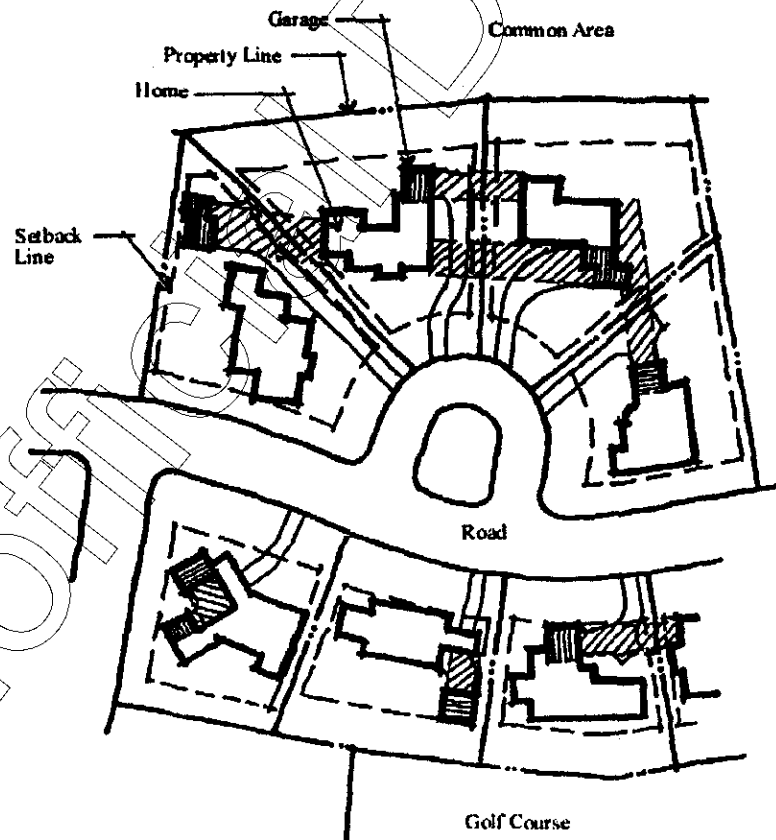 Garage
Common Area
Property Line
Home
Setback
Line
Road
Golf Course